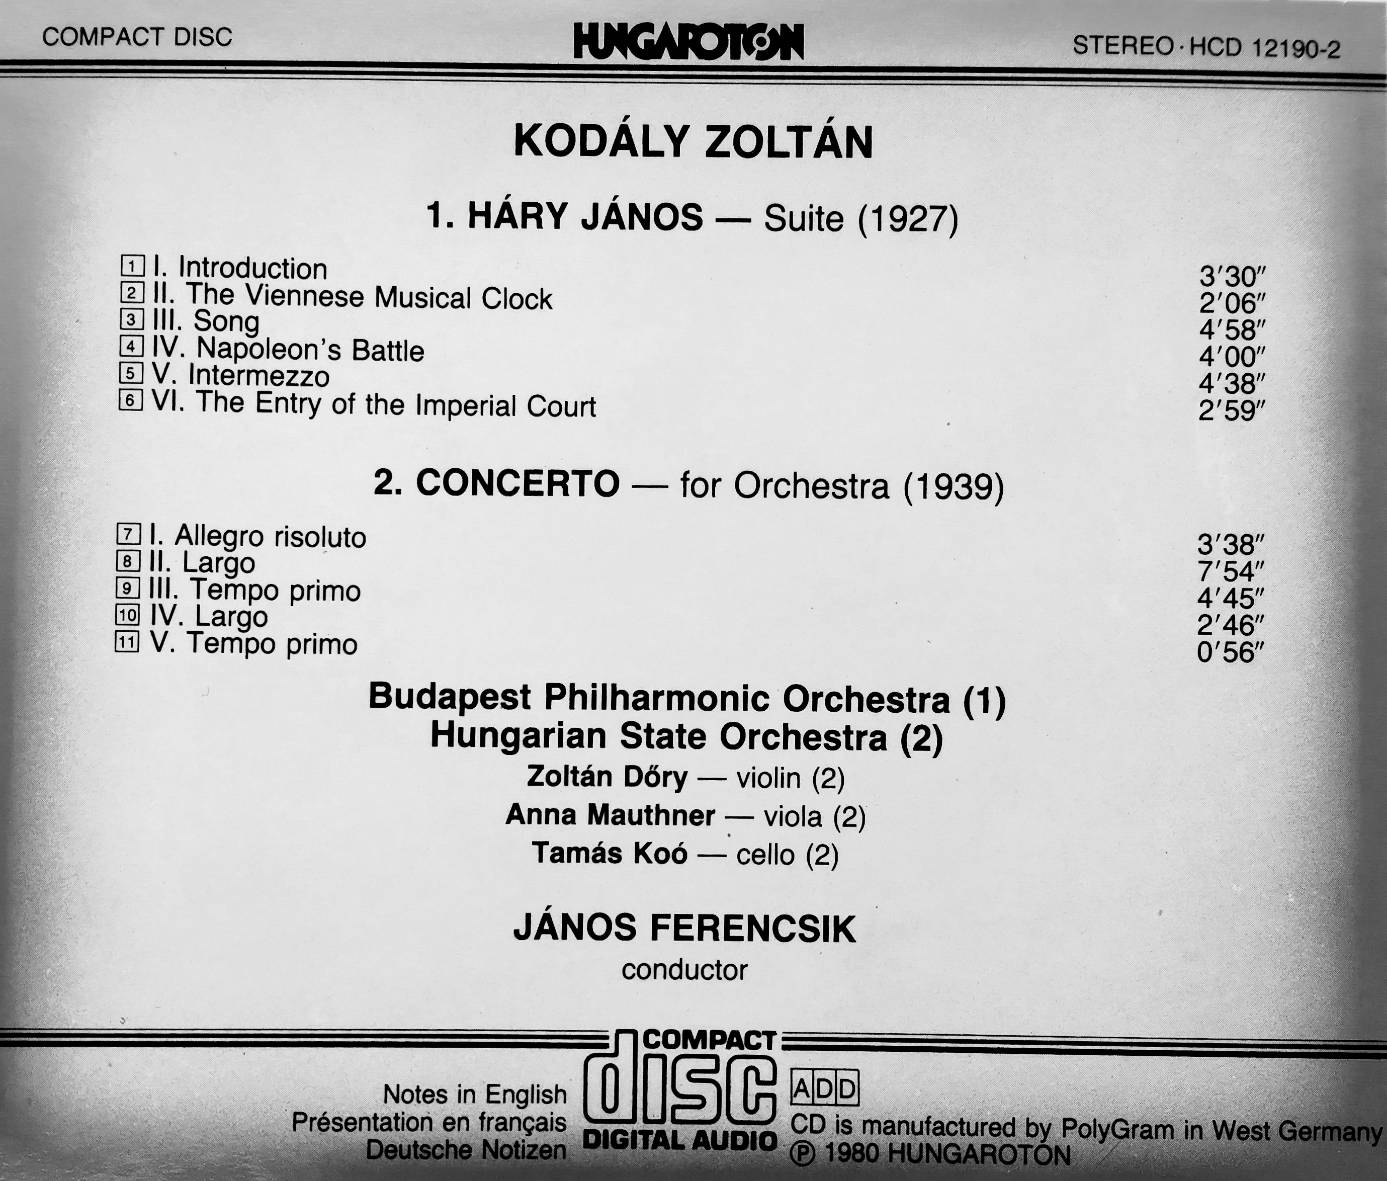 COMPACT DISC
HUNGAROTON
STEREO · HCD 12190-2
KODÁLY ZOLTÁN
1. HÁRY JÁNOS — Suite (1927)
1 I. Introduction 3’30”
2 II. The Viennese Musical Clock 2’06”
3 III. Song 4’58”
4 IV. Napoleon's Battle 4’00”
5 V. Intermezzo 4’38”
6 VI. The Entry of the Imperial Court 2’59”
2. CONCERTO — for Orchestra (1939)
7 I. Allegro risoluto 3’38”
8 II. Largo 7’54”
9 III. Tempo primo 4’45”
10 IV. Largo 2’46”
11 V. Tempo primo 0’56”
Budapest Philharmonic Orchestra (1)
Hungarian State Orchestra (2)
Zoltán Dőry — violin (2)
Anna Mauthner — viola (2)
Tamás Koó — cello (2)
JÁNOS FERENCSIK
conductor
Notes in English
Présentation en français
Deutsche Notizen
COMPACT
disc
DIGITAL AUDIO
ADD
CD is manufactured by PolyGram in West Germany
℗ 1980 HUNGAROTON